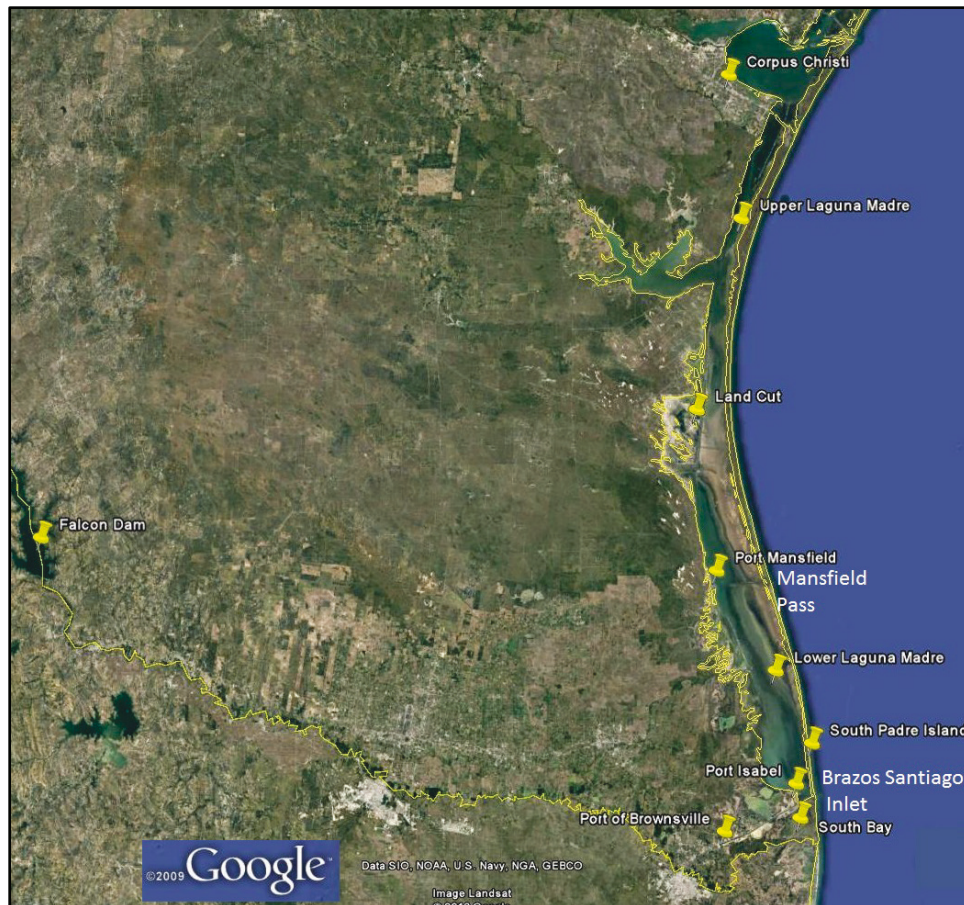 Corpus Christi
Upper Laguna Madre
Land Cut
Falcon Dam
Port Mansfield
Mansfield
Pass
Lower Laguna Madre
South Padre Island
Port Isabel
Brazos Santiago
Inlet
Port of Brownsville
South Bay
©2009 Google™
Data SIO, NOAA, U.S. Navy, NGA, GEBCO
Image Landsat